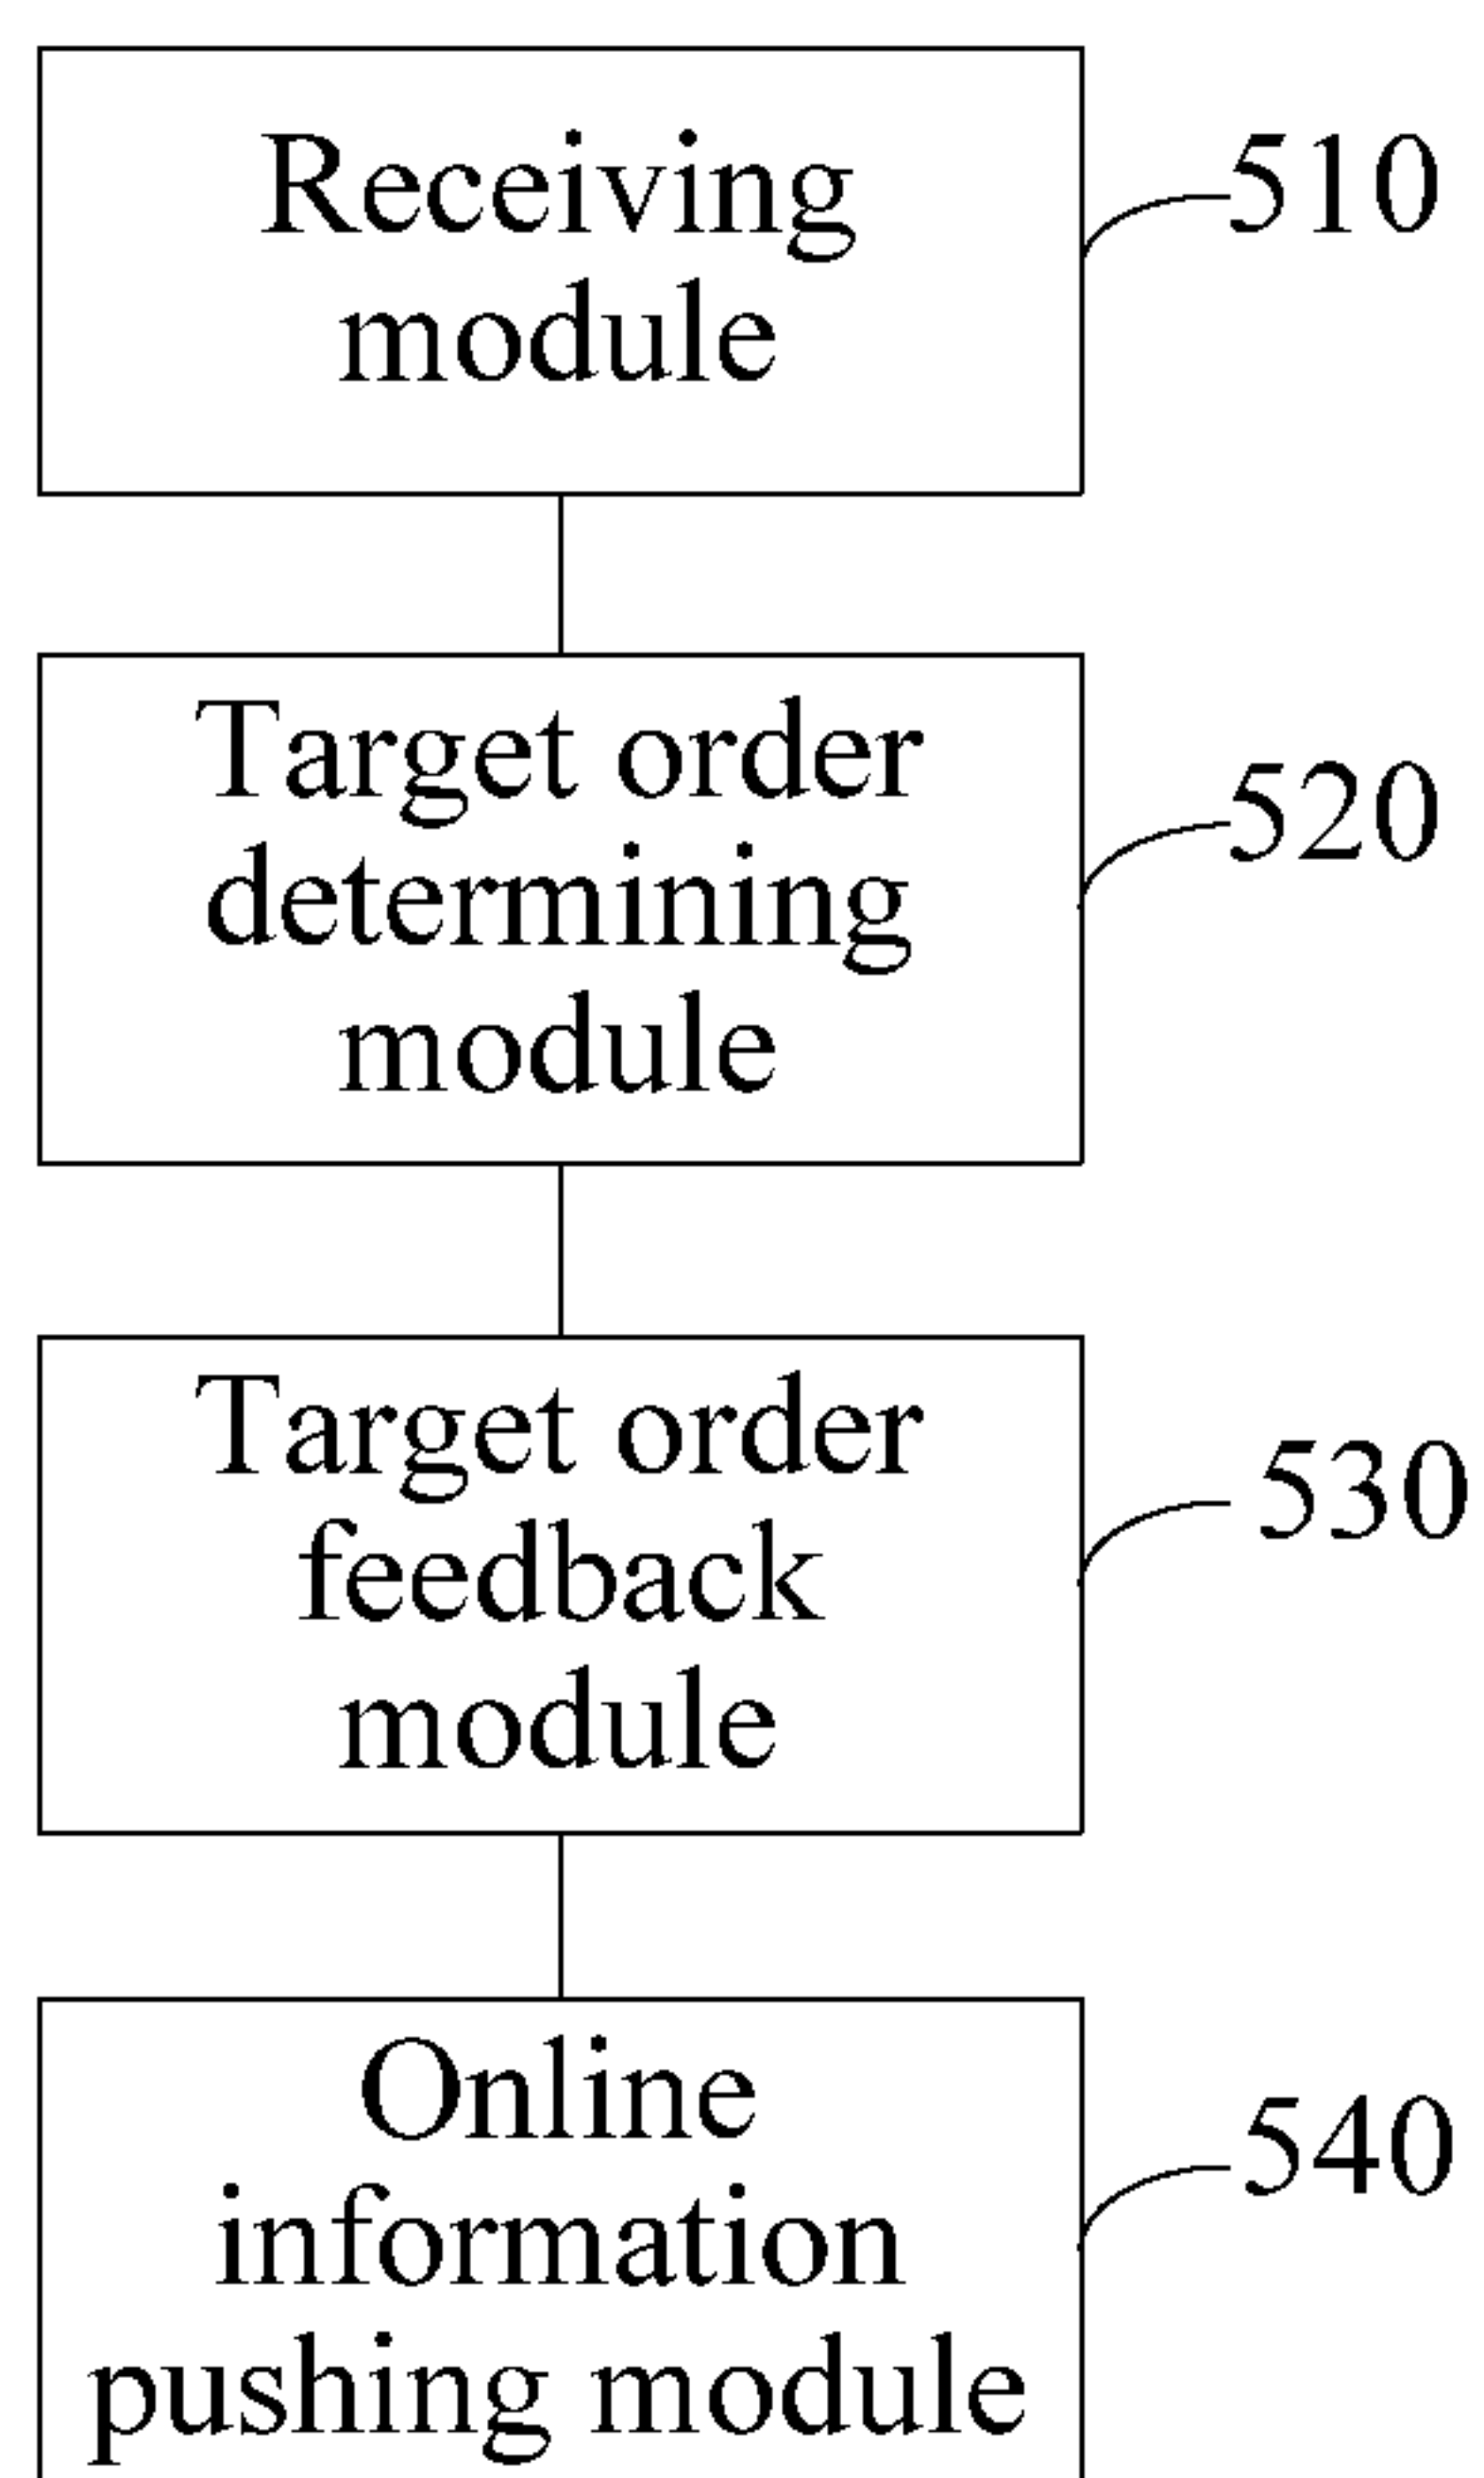 Receiving
module
510
Target order
determining
module
520
Target order
feedback
module
530
Online
information
pushing module
540